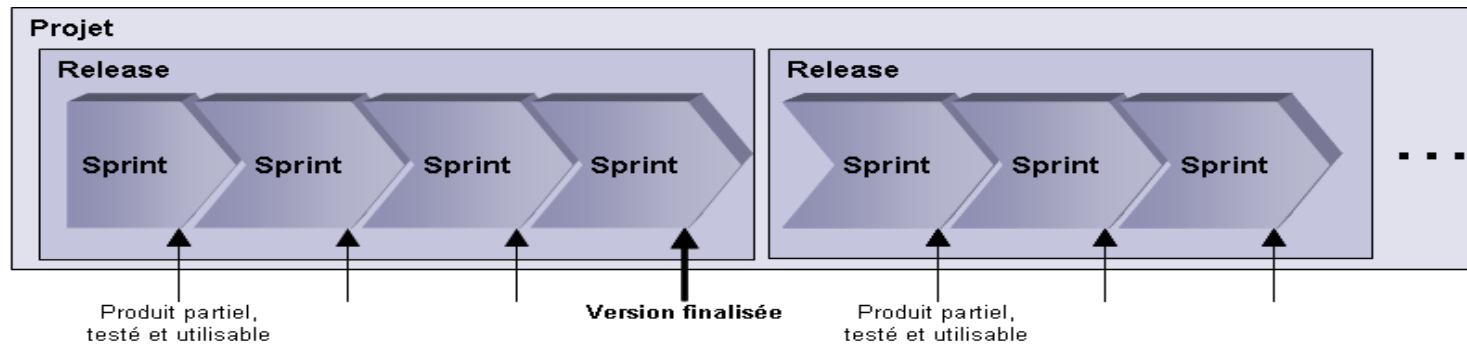 Projet
Release
Release
Sprint
Sprint
Sprint
Sprint
Sprint
Sprint
Sprint
...
Produit partiel,
testé et utilisable
Version finalisée
Produit partiel,
testé et utilisable